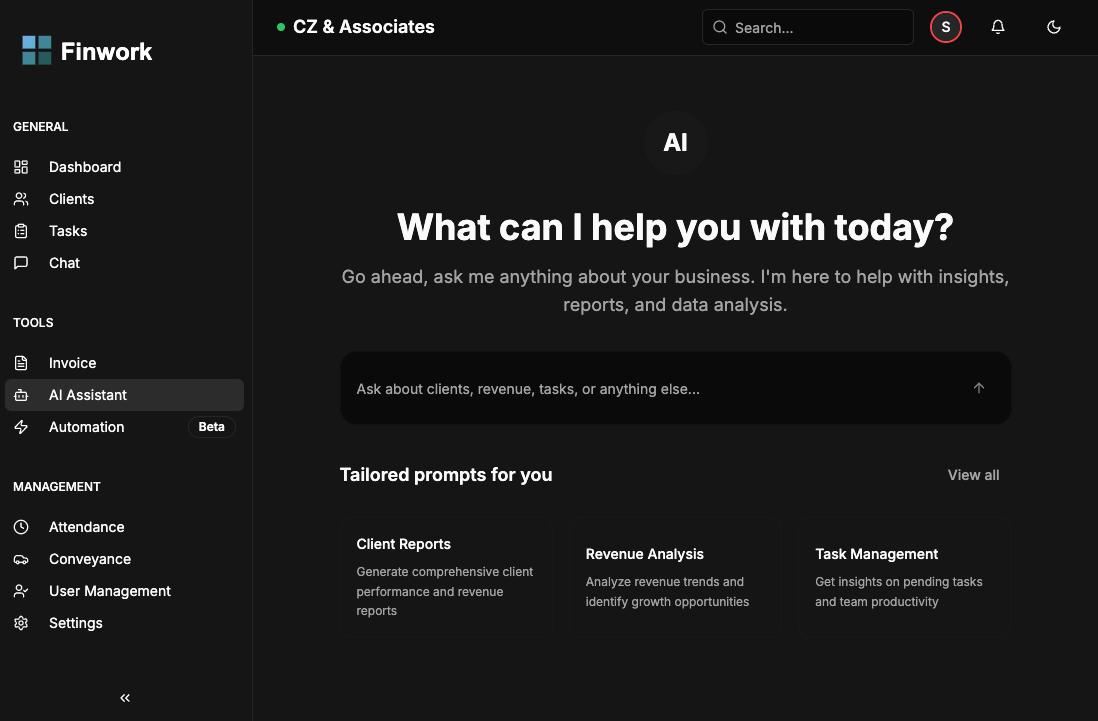 Finwork
GENERAL
Dashboard
Clients
Tasks
Chat
TOOLS
Invoice
AI Assistant
Automation Beta
MANAGEMENT
Attendance
Conveyance
User Management
Settings
CZ & Associates
Search...
S
AI
What can I help you with today?
Go ahead, ask me anything about your business. I'm here to help with insights,
reports, and data analysis.
Ask about clients, revenue, tasks, or anything else...
Tailored prompts for you
View all
Client Reports
Generate comprehensive client
performance and revenue
reports
Revenue Analysis
Analyze revenue trends and
identify growth opportunities
Task Management
Get insights on pending tasks
and team productivity